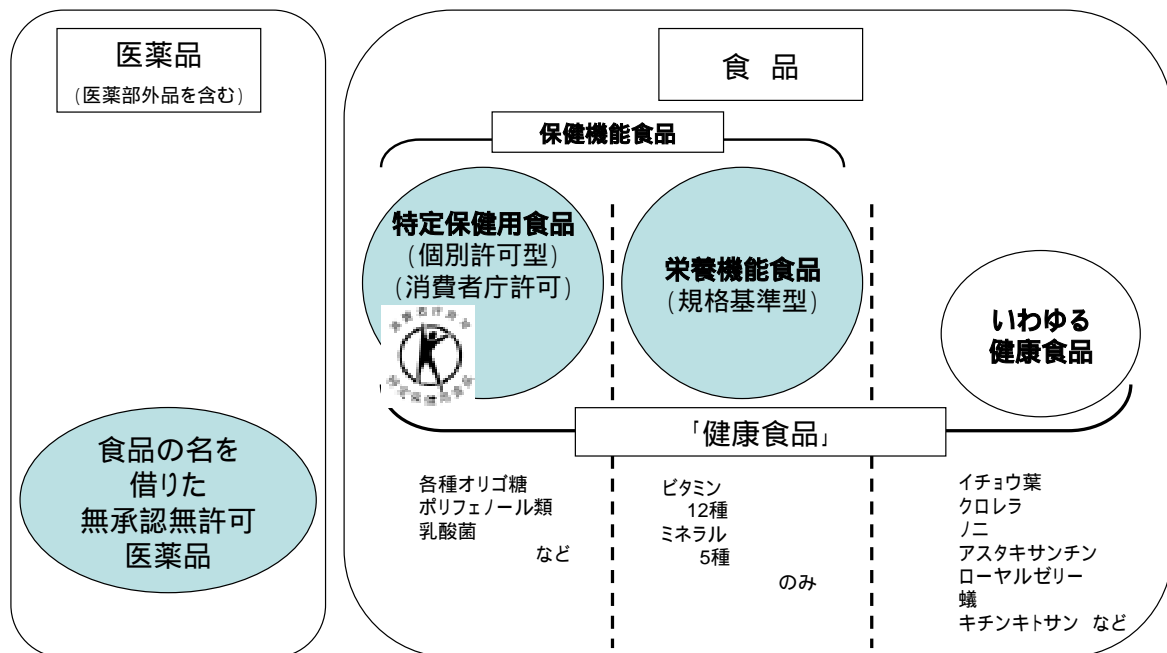 医薬品
(医薬部外品を含む)
食 品
保健機能食品
特定保健用食品
(個別許可型)
(消費者庁許可)
栄養機能食品
(規格基準型)
いわゆる
健康食品
「健康食品」
食品の名を
借りた
無承認無許可
医薬品
各種オリゴ糖
ポリフェノール類
乳酸菌
など
ビタミン
12種
ミネラル
5種
のみ
イチョウ葉
クロレラ
ノニ
アスタキサンチン
ローヤルゼリー
蟻
キチンキトサン など